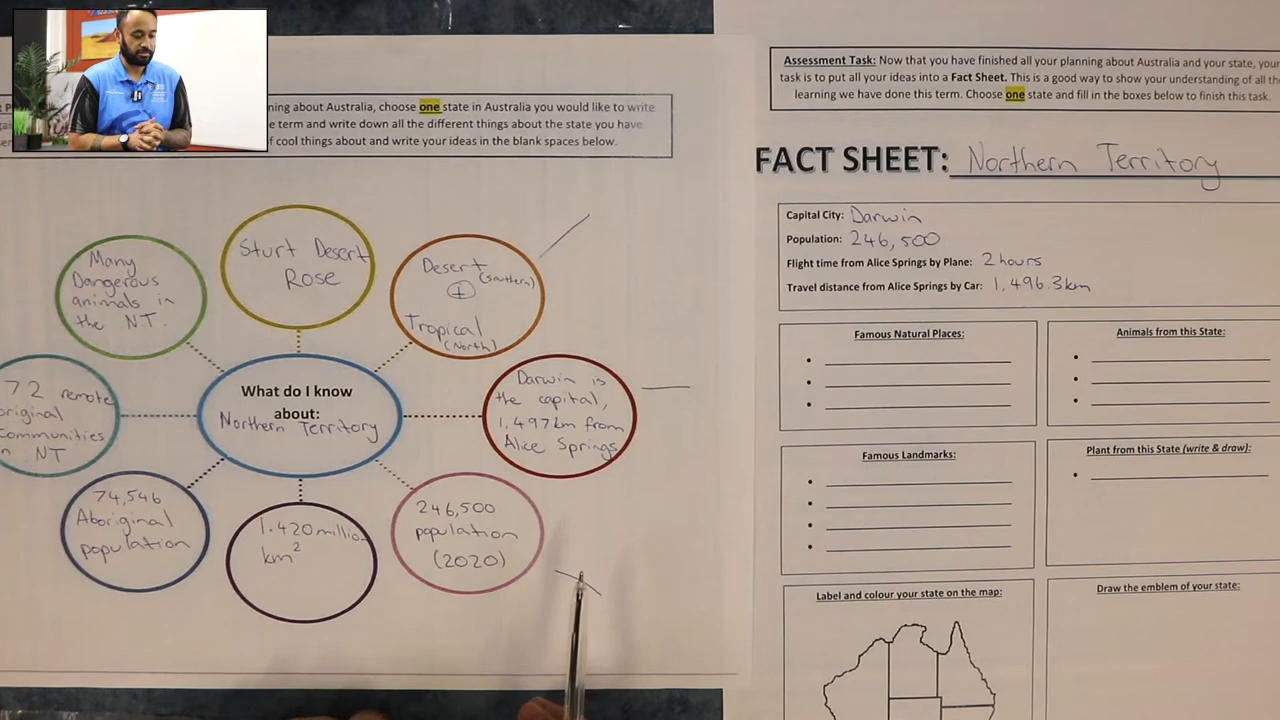 ning about Australia, choose one state in Australia you would like to write
e term and write down all the different things about the state you have
f cool things about and write your ideas in the blank spaces below.
Many
Dangerous
animals in
the N.T.
Sturt Desert
Rose
Desert (southern)
+
Tropical
(North)
72 remote
original
communities
n NT
What do I know
about:
Northern Territory
Darwin is
the capital,
1,497km from
Alice Springs
74,546
Aboriginal
population
1.420 million
km²
246,500
population
(2020)
Assessment Task: Now that you have finished all your planning about Australia and your state, your
task is to put all your ideas into a Fact Sheet. This is a good way to show your understanding of all the
learning we have done this term. Choose one state and fill in the boxes below to finish this task.
FACT SHEET: Northern Territory
Capital City: Darwin
Population: 246,500
Flight time from Alice Springs by Plane: 2 hours
Travel distance from Alice Springs by Car: 1,496.3km
Famous Natural Places:
Animals from this State:
Famous Landmarks:
Plant from this State (write & draw):
Label and colour your state on the map:
Draw the emblem of your state: